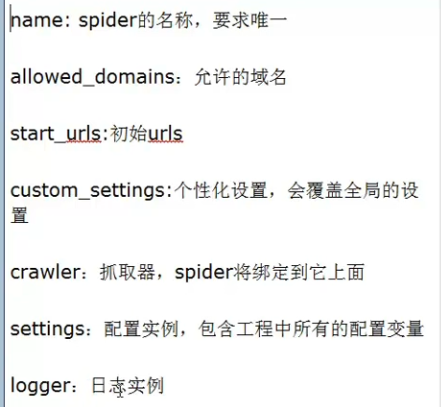 name: spider的名称，要求唯一
allowed_domains：允许的域名
start_urls:初始urls
custom_settings:个性化设置，会覆盖全局的设
置
crawler：抓取器，spider将绑定到它上面
settings：配置实例，包含工程中所有的配置变量
logger：日志实例